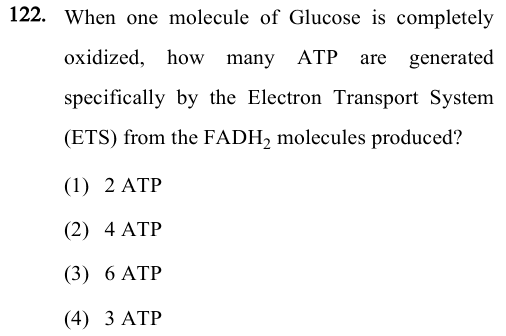 122. When one molecule of Glucose is completely
oxidized, how many ATP are generated
specifically by the Electron Transport System
(ETS) from the FADH₂ molecules produced?
(1) 2 ATP
(2) 4 ATP
(3) 6 ATP
(4) 3 ATP